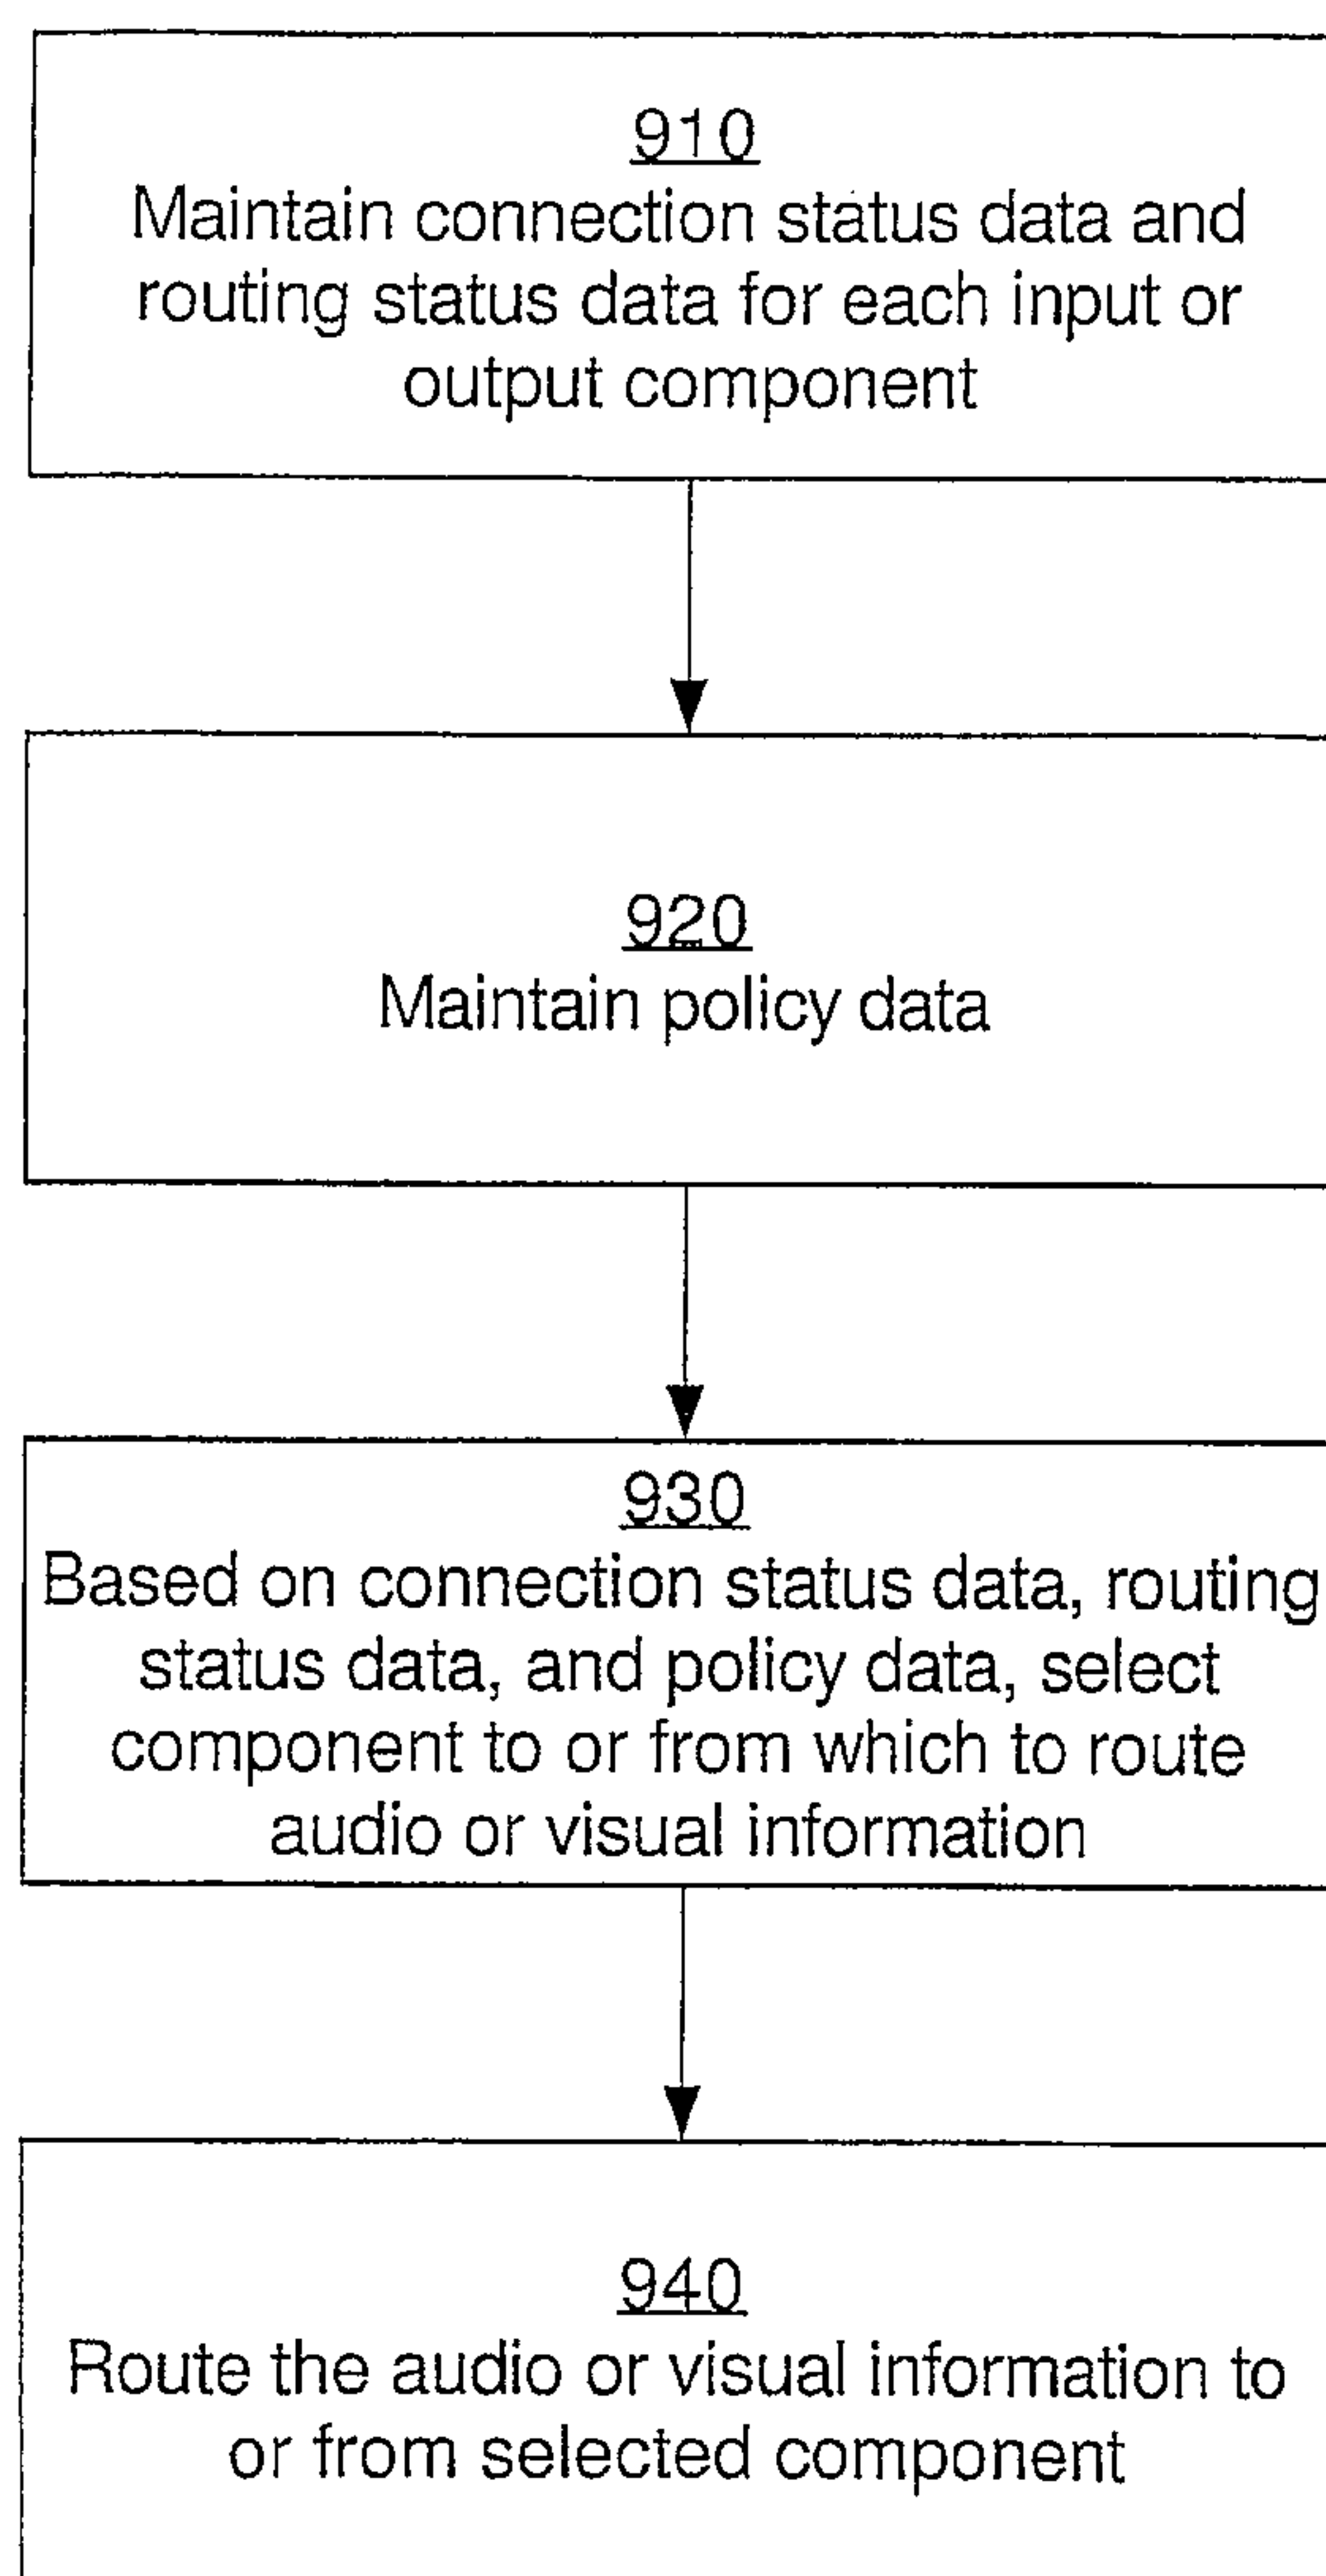 910
Maintain connection status data and
routing status data for each input or
output component
920
Maintain policy data
930
Based on connection status data, routing
status data, and policy data, select
component to or from which to route
audio or visual information
940
Route the audio or visual information to
or from selected component